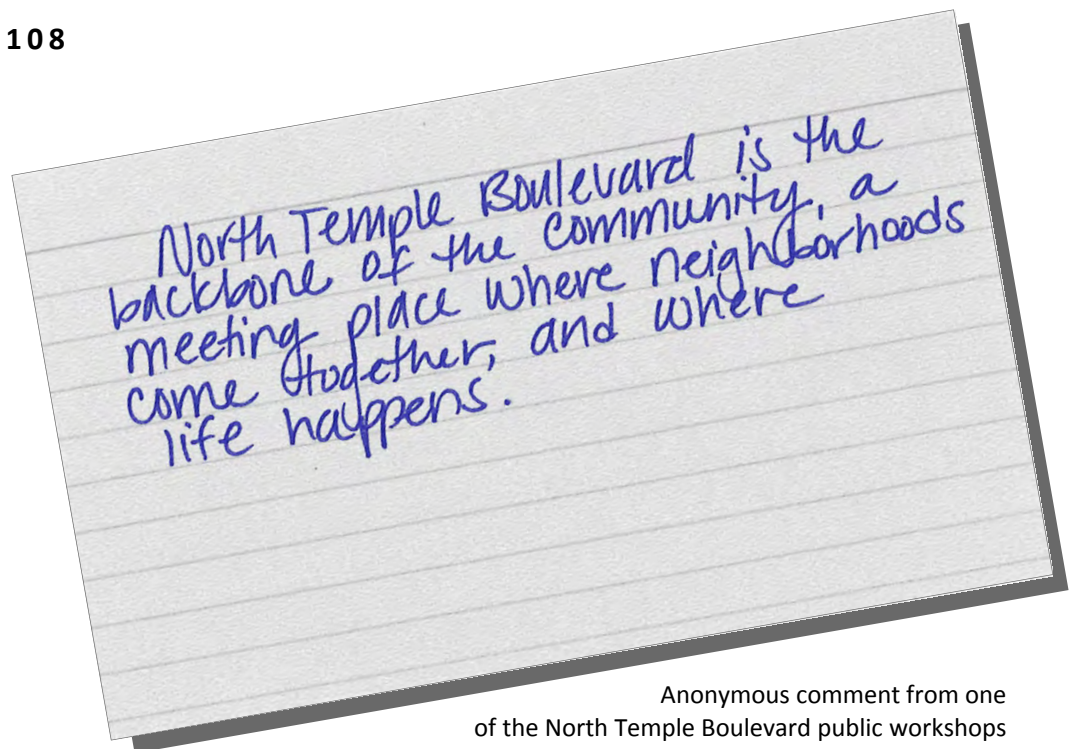 108
North Temple Boulevard is the
backbone of the community, a
meeting place where neighborhoods
come together, and where
life happens.
Anonymous comment from one
of the North Temple Boulevard public workshops